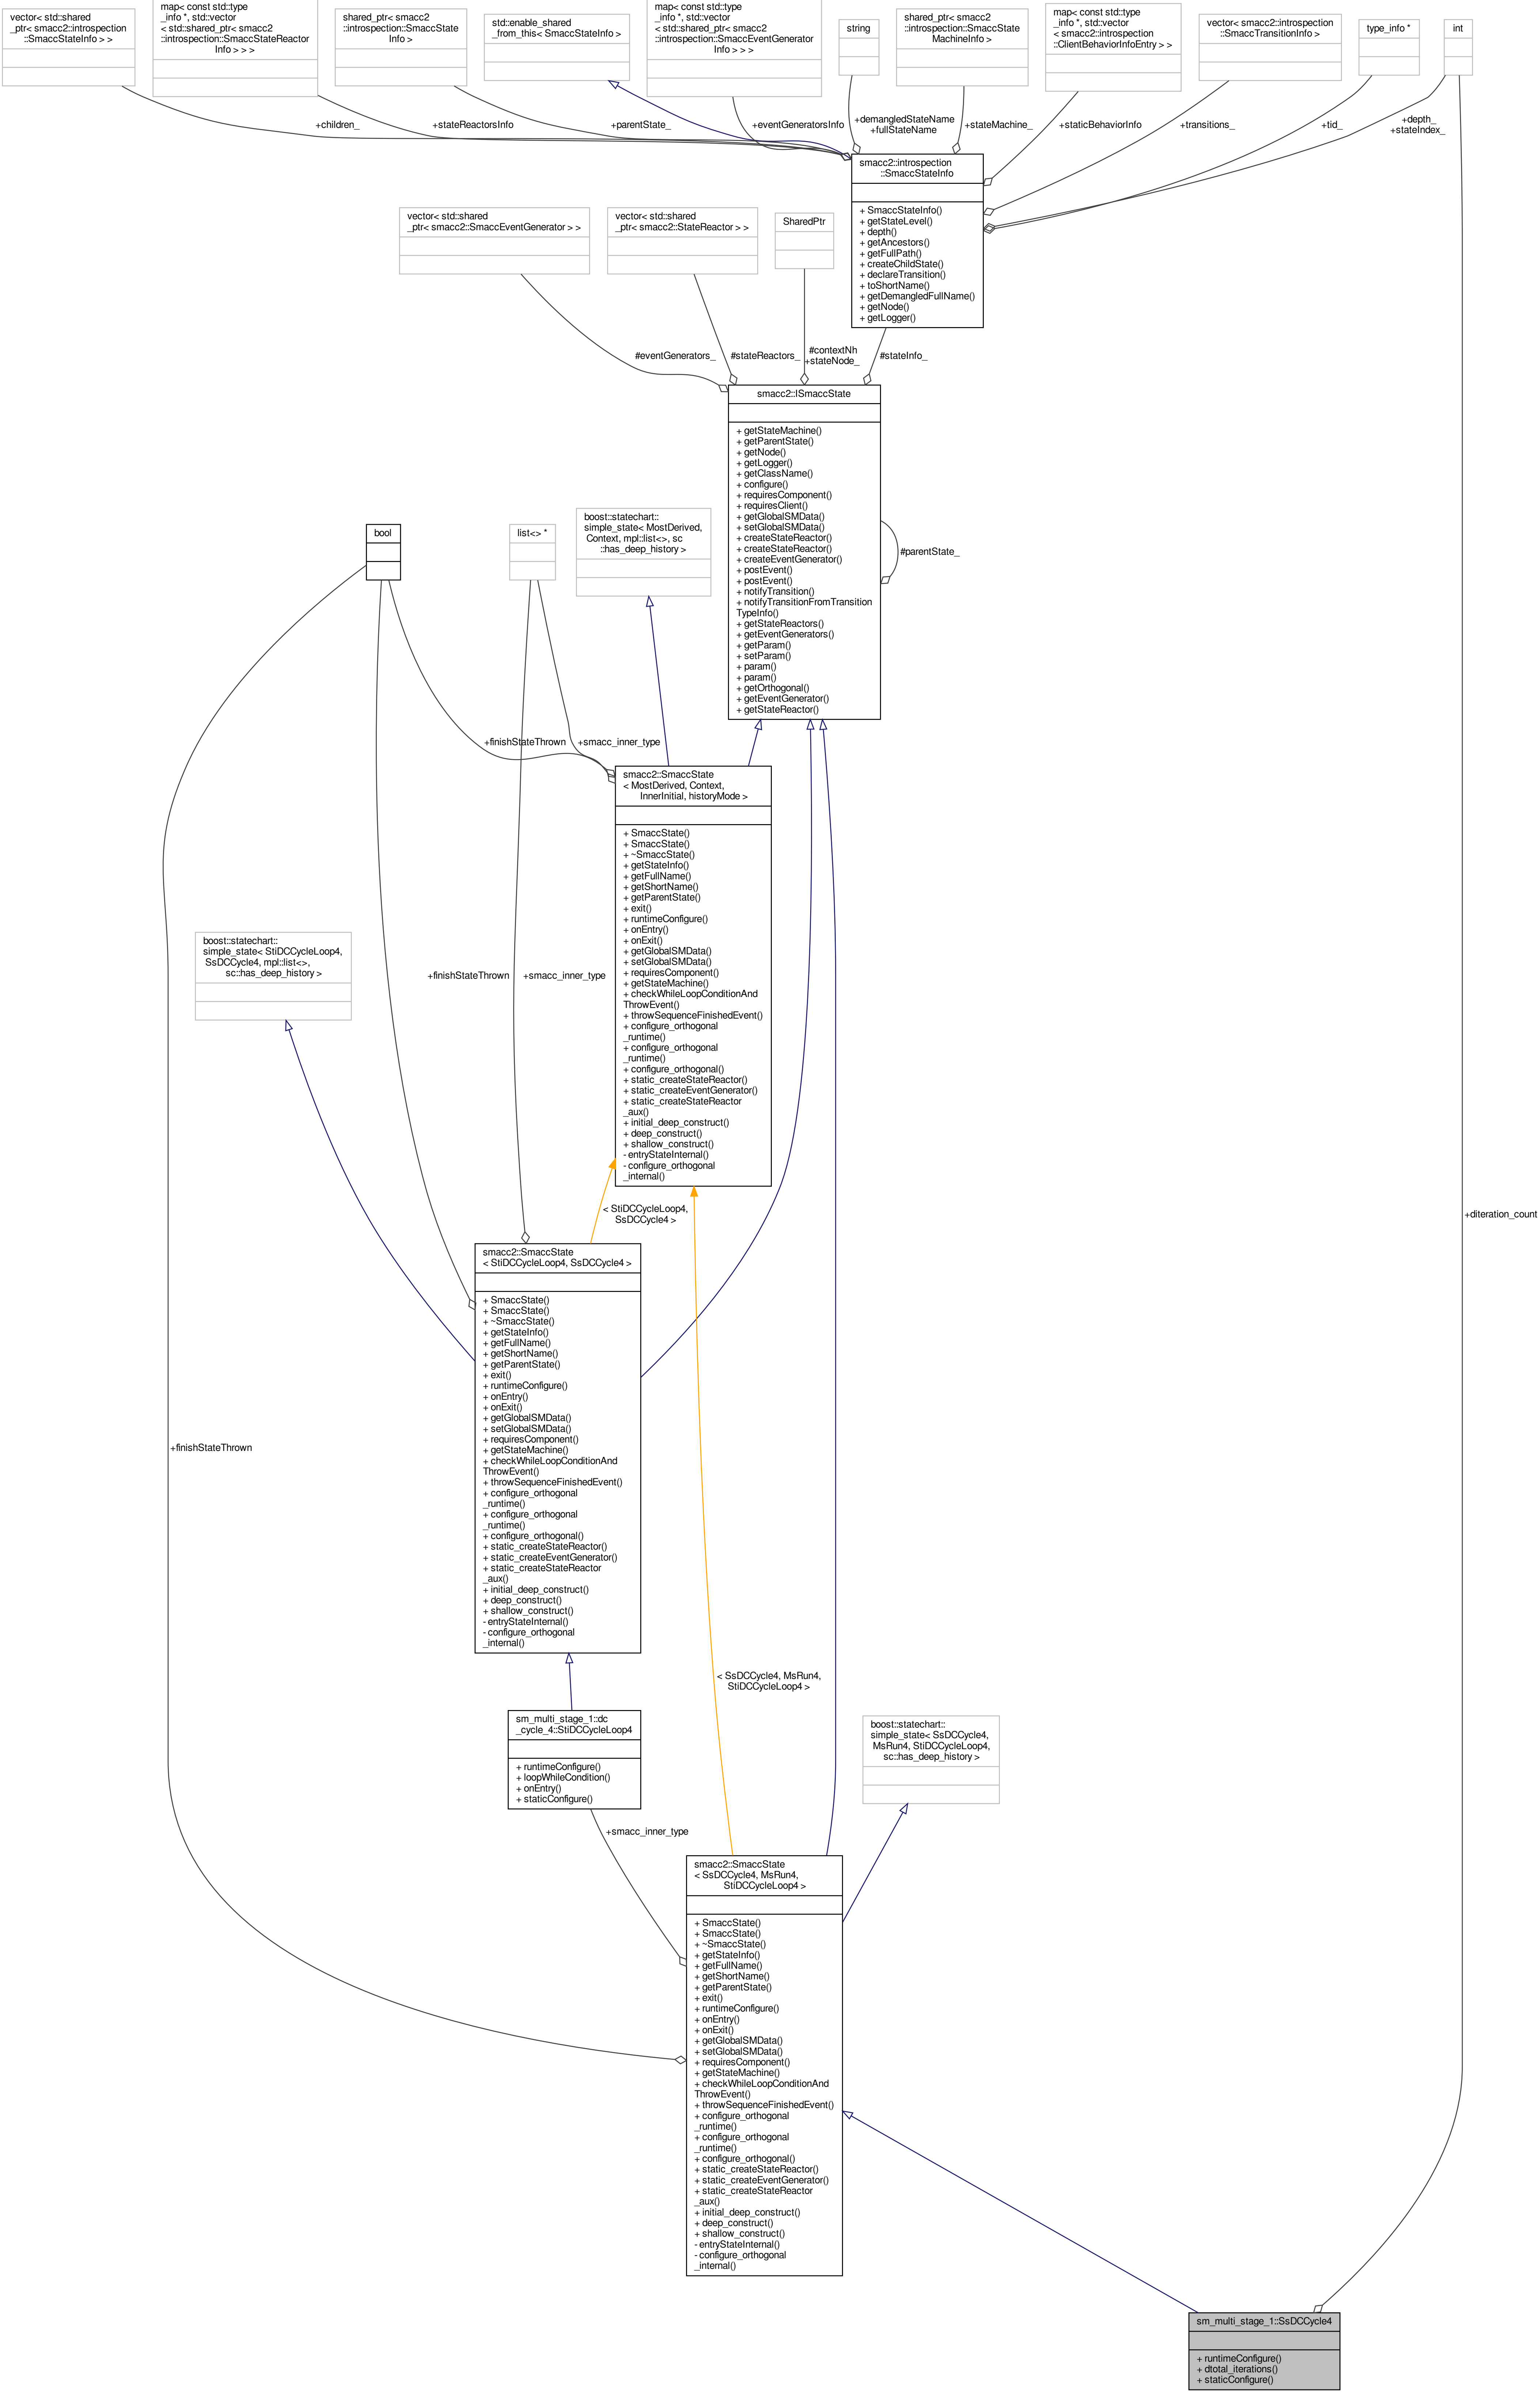 vector< std::shared
_ptr< smacc2::introspection
::SmaccStateInfo > >
map< const std::type
_info *, std::vector
< std::shared_ptr< smacc2
::introspection::SmaccStateReactor
Info > > >
shared_ptr< smacc2
::introspection::SmaccState
Info >
std::enable_shared
_from_this< SmaccStateInfo >
map< const std::type
_info *, std::vector
< std::shared_ptr< smacc2
::introspection::SmaccEventGenerator
Info > > >
string
shared_ptr< smacc2
::introspection::SmaccState
MachineInfo >
map< const std::type
_info *, std::vector
< smacc2::introspection
::ClientBehaviorInfoEntry > >
vector< smacc2::introspection
::SmaccTransitionInfo >
type_info *
int
+children_
+stateReactorsInfo
+parentState_
+eventGeneratorsInfo
+demangledStateName
+fullStateName
+stateMachine_
+staticBehaviorInfo
+transitions_
+tid_
+depth_
+stateIndex_
smacc2::introspection
::SmaccStateInfo
+ SmaccStateInfo()
+ getStateLevel()
+ depth()
+ getAncestors()
+ getFullPath()
+ createChildState()
+ declareTransition()
+ toShortName()
+ getDemangledFullName()
+ getNode()
+ getLogger()
vector< std::shared
_ptr< smacc2::SmaccEventGenerator > >
vector< std::shared
_ptr< smacc2::StateReactor > >
SharedPtr
#eventGenerators_
#stateReactors_
#contextNh
+stateNode_
#stateInfo_
smacc2::ISmaccState
+ getStateMachine()
+ getParentState()
+ getNode()
+ getLogger()
+ getClassName()
+ configure()
+ requiresComponent()
+ requiresClient()
+ getGlobalSMData()
+ setGlobalSMData()
+ createStateReactor()
+ createStateReactor()
+ createEventGenerator()
+ postEvent()
+ postEvent()
+ notifyTransition()
+ notifyTransitionFromTransition
TypeInfo()
+ getStateReactors()
+ getEventGenerators()
+ getParam()
+ setParam()
+ param()
+ param()
+ getOrthogonal()
+ getEventGenerator()
+ getStateReactor()
#parentState_
bool
list<> *
boost::statechart::
simple_state< MostDerived,
Context, mpl::list<>, sc
::has_deep_history >
+finishStateThrown
+smacc_inner_type
smacc2::SmaccState
< MostDerived, Context,
InnerInitial, historyMode >
+ SmaccState()
+ SmaccState()
+ ~SmaccState()
+ getStateInfo()
+ getFullName()
+ getShortName()
+ getParentState()
+ exit()
+ runtimeConfigure()
+ onEntry()
+ onExit()
+ getGlobalSMData()
+ setGlobalSMData()
+ requiresComponent()
+ getStateMachine()
+ checkWhileLoopConditionAnd
ThrowEvent()
+ throwSequenceFinishedEvent()
+ configure_orthogonal
_runtime()
+ configure_orthogonal
_runtime()
+ configure_orthogonal()
+ static_createStateReactor()
+ static_createEventGenerator()
+ static_createStateReactor
_aux()
+ initial_deep_construct()
+ deep_construct()
+ shallow_construct()
- entryStateInternal()
- configure_orthogonal
_internal()
boost::statechart::
simple_state< StiDCCycleLoop4,
SsDCCycle4, mpl::list<>,
sc::has_deep_history >
+finishStateThrown
+smacc_inner_type
< StiDCCycleLoop4,
SsDCCycle4 >
+diteration_count
smacc2::SmaccState
< StiDCCycleLoop4, SsDCCycle4 >
+ SmaccState()
+ SmaccState()
+ ~SmaccState()
+ getStateInfo()
+ getFullName()
+ getShortName()
+ getParentState()
+ exit()
+ runtimeConfigure()
+ onEntry()
+ onExit()
+ getGlobalSMData()
+ setGlobalSMData()
+ requiresComponent()
+ getStateMachine()
+ checkWhileLoopConditionAnd
ThrowEvent()
+ throwSequenceFinishedEvent()
+ configure_orthogonal
_runtime()
+ configure_orthogonal
_runtime()
+ configure_orthogonal()
+ static_createStateReactor()
+ static_createEventGenerator()
+ static_createStateReactor
_aux()
+ initial_deep_construct()
+ deep_construct()
+ shallow_construct()
- entryStateInternal()
- configure_orthogonal
_internal()
+finishStateThrown
< SsDCCycle4, MsRun4,
StiDCCycleLoop4 >
sm_multi_stage_1::dc
_cycle_4::StiDCCycleLoop4
+ runtimeConfigure()
+ loopWhileCondition()
+ onEntry()
+ staticConfigure()
boost::statechart::
simple_state< SsDCCycle4,
MsRun4, StiDCCycleLoop4,
sc::has_deep_history >
+smacc_inner_type
smacc2::SmaccState
< SsDCCycle4, MsRun4,
StiDCCycleLoop4 >
+ SmaccState()
+ SmaccState()
+ ~SmaccState()
+ getStateInfo()
+ getFullName()
+ getShortName()
+ getParentState()
+ exit()
+ runtimeConfigure()
+ onEntry()
+ onExit()
+ getGlobalSMData()
+ setGlobalSMData()
+ requiresComponent()
+ getStateMachine()
+ checkWhileLoopConditionAnd
ThrowEvent()
+ throwSequenceFinishedEvent()
+ configure_orthogonal
_runtime()
+ configure_orthogonal
_runtime()
+ configure_orthogonal()
+ static_createStateReactor()
+ static_createEventGenerator()
+ static_createStateReactor
_aux()
+ initial_deep_construct()
+ deep_construct()
+ shallow_construct()
- entryStateInternal()
- configure_orthogonal
_internal()
sm_multi_stage_1::SsDCCycle4
+ runtimeConfigure()
+ dtotal_iterations()
+ staticConfigure()